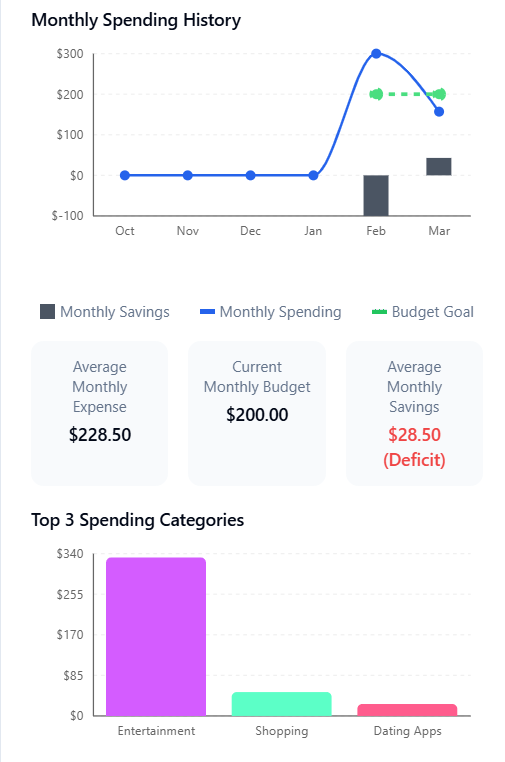 Monthly Spending History
$300
$200
$100
$0
$-100
Oct Nov Dec Jan Feb Mar
Monthly Savings Monthly Spending Budget Goal
Average
Monthly
Expense
$228.50
Current
Monthly Budget
$200.00
Average
Monthly
Savings
$28.50
(Deficit)
Top 3 Spending Categories
$340
$255
$170
$85
$0
Entertainment Shopping Dating Apps